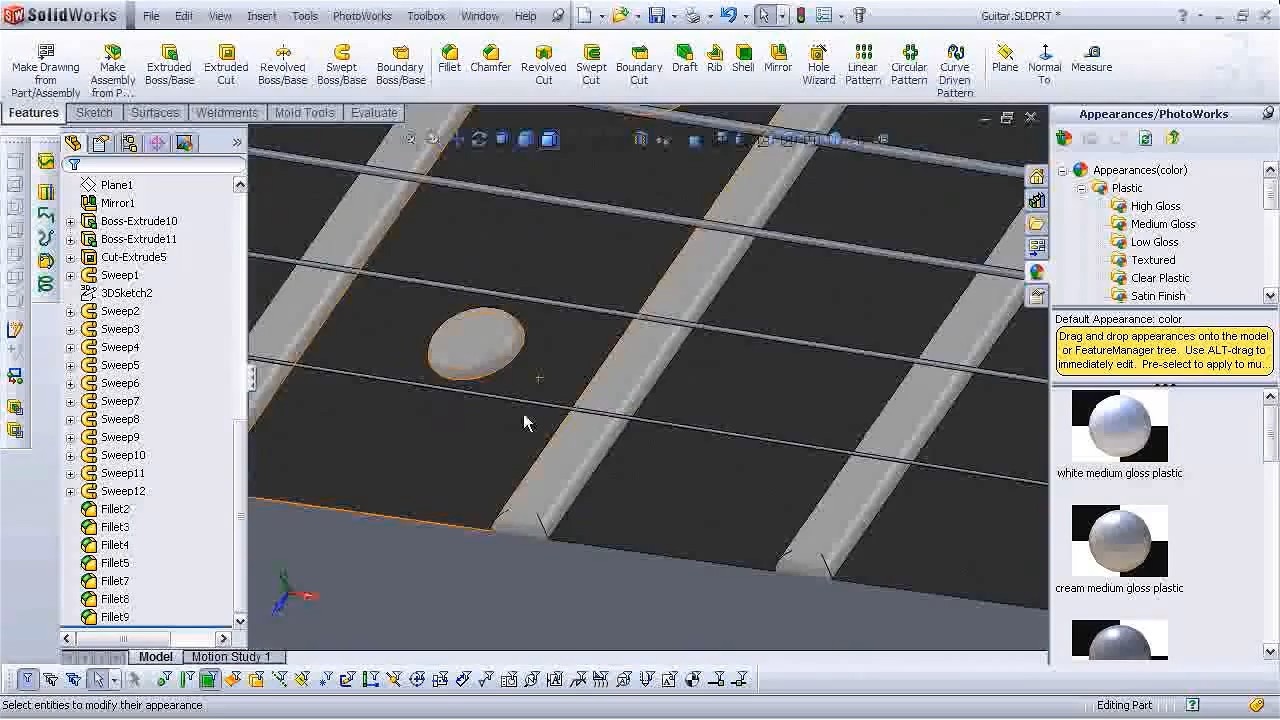 SolidWorks File Edit View Insert Tools PhotoWorks Toolbox Window Help Guitar.SLDPRT *
Make Drawing from Part/Assembly
Make Assembly from P...
Extruded Boss/Base
Extruded Cut
Revolved Boss/Base
Swept Boss/Base
Boundary Boss/Base
Fillet
Chamfer
Revolved Cut
Swept Cut
Boundary Cut
Draft
Rib
Shell
Mirror
Hole Wizard
Linear Pattern
Circular Pattern
Curve Driven Pattern
Plane
Normal To
Measure
Features Sketch Surfaces Weldments Mold Tools Evaluate
Plane1
Mirror1
Boss-Extrude10
Boss-Extrude11
Cut-Extrude5
Sweep1
3DSketch2
Sweep2
Sweep3
Sweep4
Sweep5
Sweep6
Sweep7
Sweep8
Sweep9
Sweep10
Sweep11
Sweep12
Fillet2
Fillet3
Fillet4
Fillet5
Fillet7
Fillet8
Fillet9
Model Motion Study 1
Appearances/PhotoWorks
Appearances(color)
Plastic
High Gloss
Medium Gloss
Low Gloss
Textured
Clear Plastic
Satin Finish
Default Appearance: color
Drag and drop appearances onto the model
or FeatureManager tree. Use ALT-drag to
immediately edit. Pre-select to apply to mu...
white medium gloss plastic
cream medium gloss plastic
Select entities to modify their appearance
Editing Part